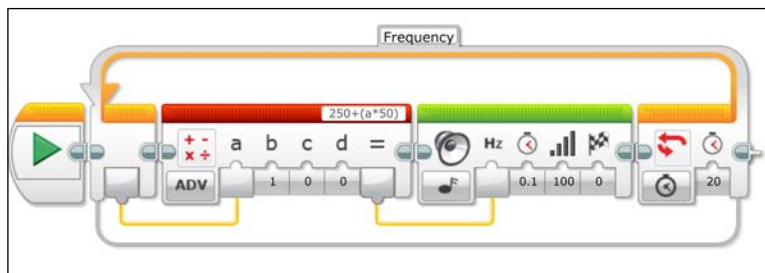 Frequency
250+(a*50)
+ - × ÷ a b c d = Hz
ADV 1 0 0 0.1 100 0 20